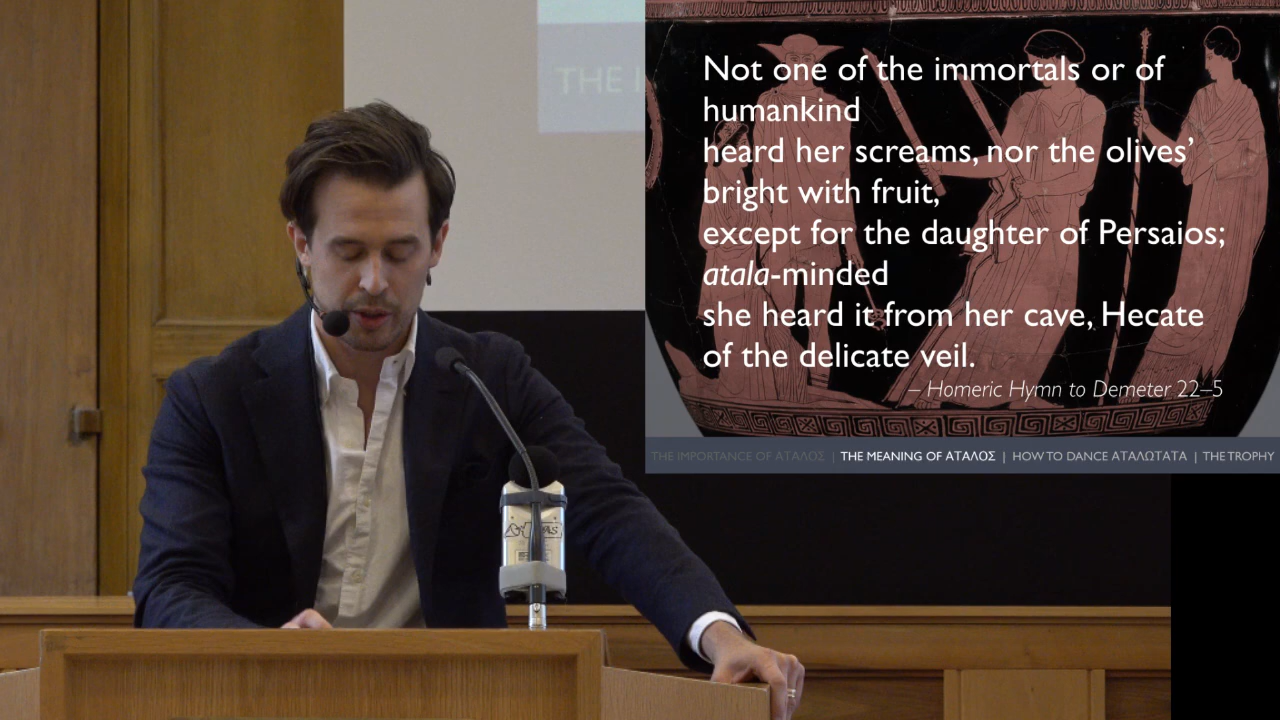 THE I
Not one of the immortals or of
humankind
heard her screams, nor the olives’
bright with fruit,
except for the daughter of Persaios;
atala-minded
she heard it from her cave, Hecate
of the delicate veil.
– Homeric Hymn to Demeter 22–5
THE IMPORTANCE OF ΑΤΑΛΟΣ | THE MEANING OF ΑΤΑΛΟΣ | HOW TO DANCE ΑΤΑΛΩΤΑΤΑ | THE TROPHY